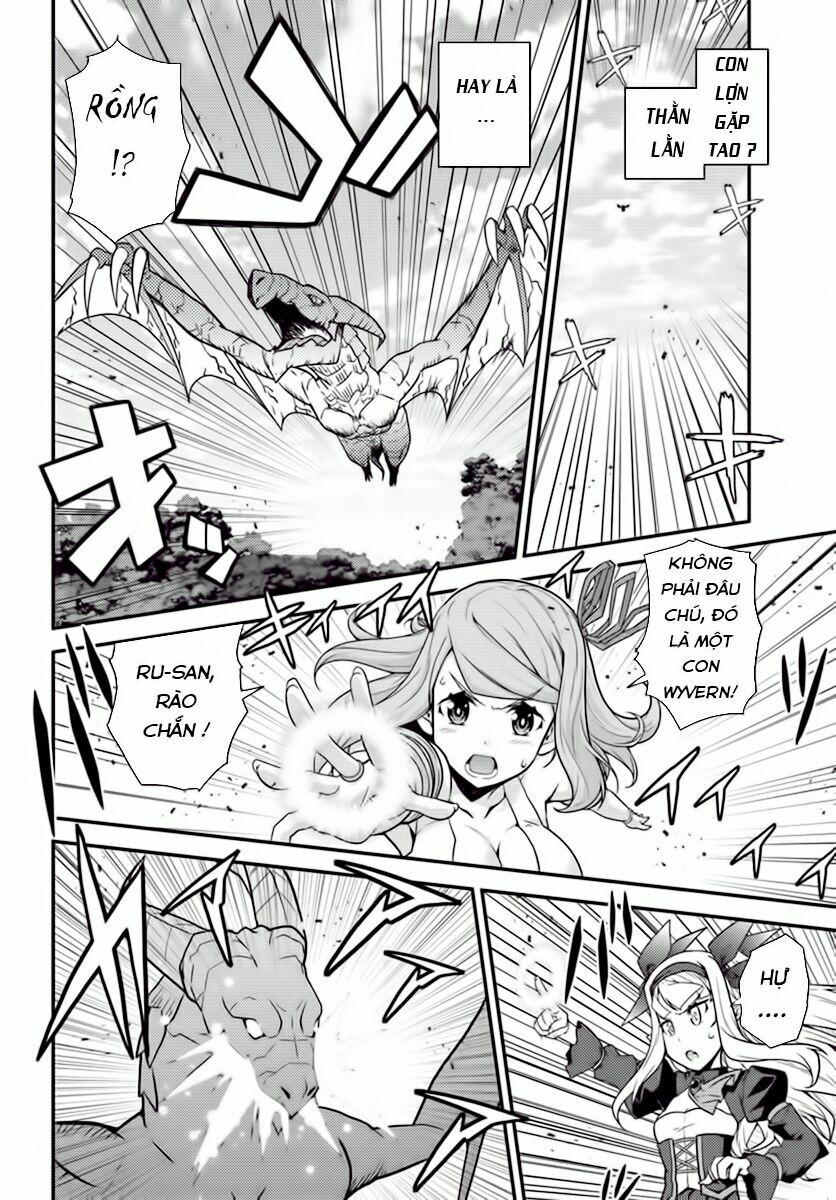 CON
LỢN
GẶP
TAO ?
THẰN
LẰN
HAY LÀ
...
RỒNG
!?
KHÔNG
PHẢI ĐÂU
CHÚ, ĐÓ
LÀ MỘT
CON
WYVERN!
RU-SAN,
RÀO
CHẮN !
HỰ
....